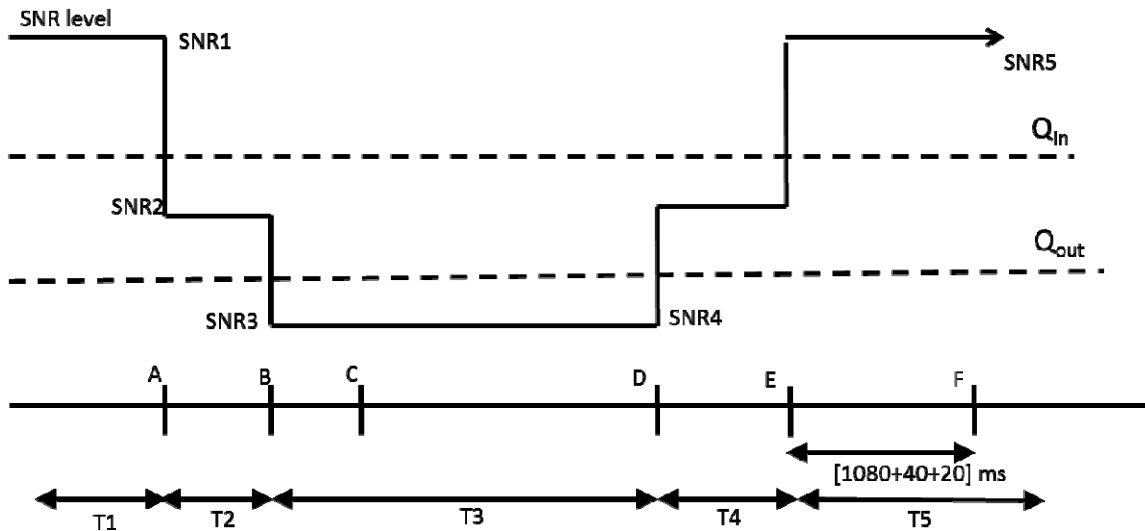 SNR level
SNR1
SNR5
Q_in
SNR2
Q_out
SNR3
SNR4
A
B
C
D
E
F
[1080+40+20] ms
T1
T2
T3
T4
T5